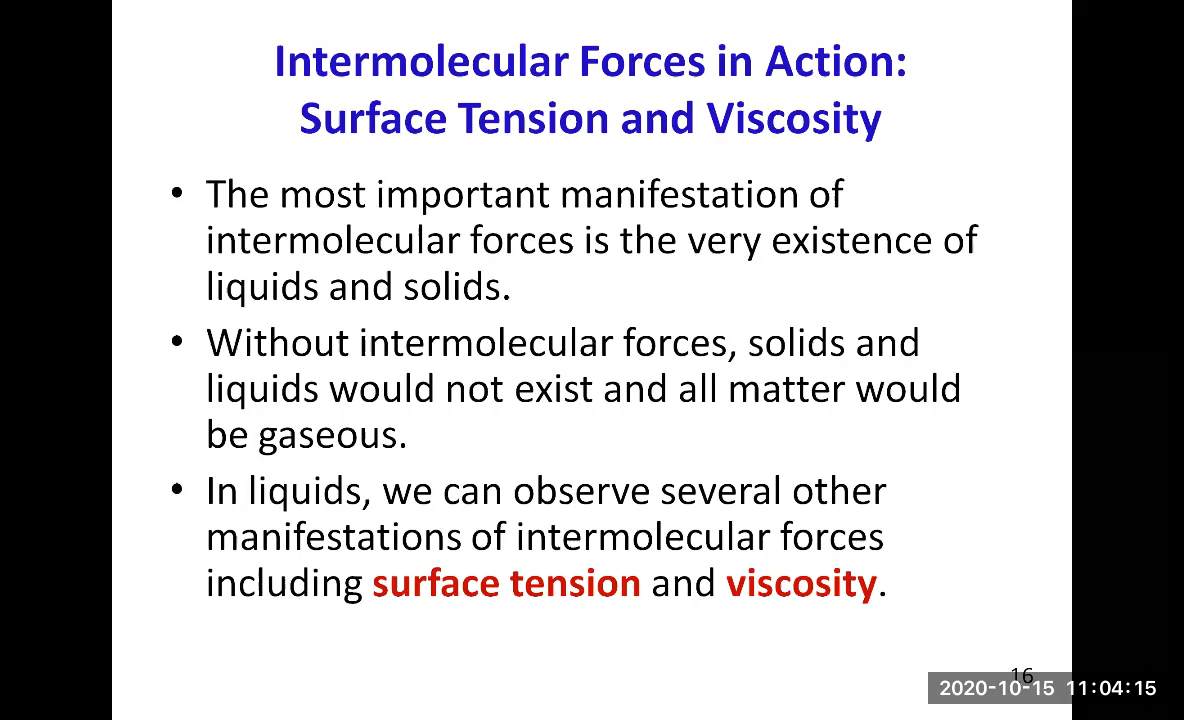 Intermolecular Forces in Action:
Surface Tension and Viscosity
• The most important manifestation of
intermolecular forces is the very existence of
liquids and solids.
• Without intermolecular forces, solids and
liquids would not exist and all matter would
be gaseous.
• In liquids, we can observe several other
manifestations of intermolecular forces
including surface tension and viscosity.
16
2020-10-15 11:04:15